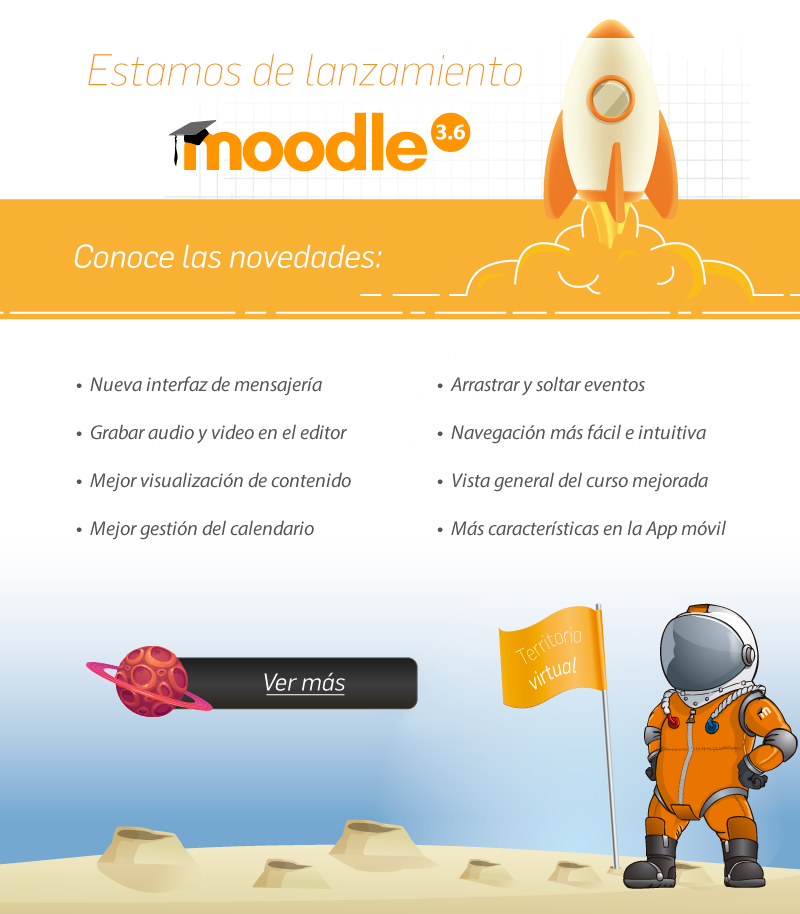 Estamos de lanzamiento
moodle 3.6
Conoce las novedades:
• Nueva interfaz de mensajería
• Grabar audio y video en el editor
• Mejor visualización de contenido
• Mejor gestión del calendario
• Arrastrar y soltar eventos
• Navegación más fácil e intuitiva
• Vista general del curso mejorada
• Más características en la App móvil
Ver más
Territorio
virtual
m